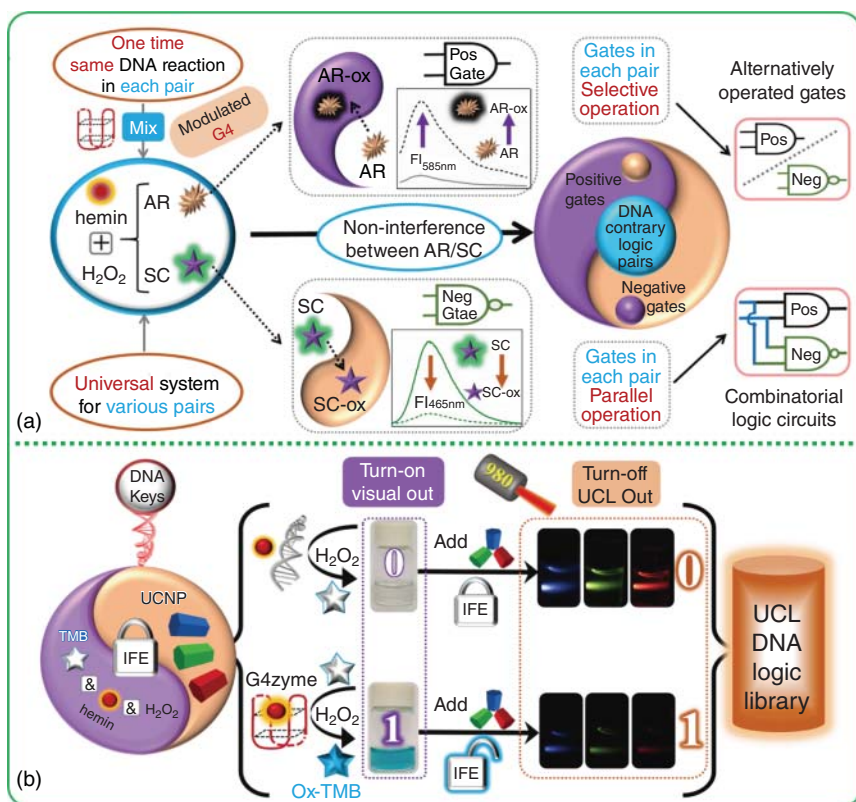 One time
same DNA reaction
in each pair
Mix
Modulated
G4
hemin
+
H2O2
AR
SC
Universal system
for various pairs
(a)
AR-ox
AR
Pos
Gate
AR-ox
AR
FI585nm
Non-interference
between AR/SC
SC
SC-ox
Neg
Gtae
SC
SC-ox
FI465nm
Gates in
each pair
Selective
operation
Alternatively
operated gates
Pos
Neg
Positive
gates
DNA
contrary
logic
pairs
Negative
gates
Gates in
each pair
Parallel
operation
Pos
Neg
Combinatorial
logic circuits
DNA
Keys
UCNP
TMB
IFE
&
hemin
&
H2O2
(b)
Turn-on
visual out
980
Turn-off
UCL Out
H2O2
0
Add
IFE
0
G4zyme
H2O2
Ox-TMB
1
Add
IFE
1
UCL
DNA
logic
library